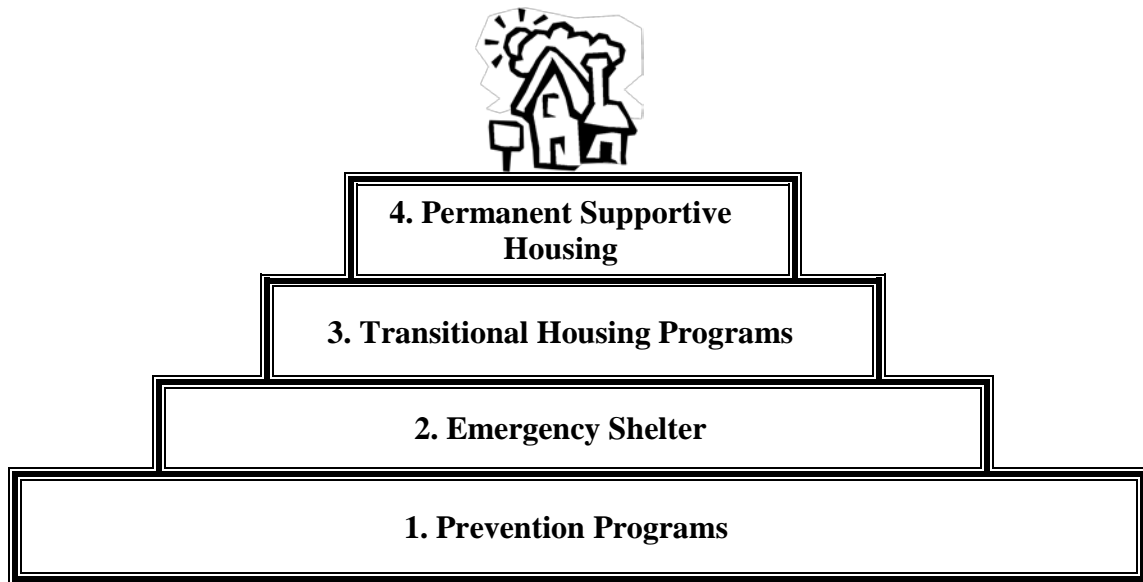 4. Permanent Supportive
Housing
3. Transitional Housing Programs
2. Emergency Shelter
1. Prevention Programs